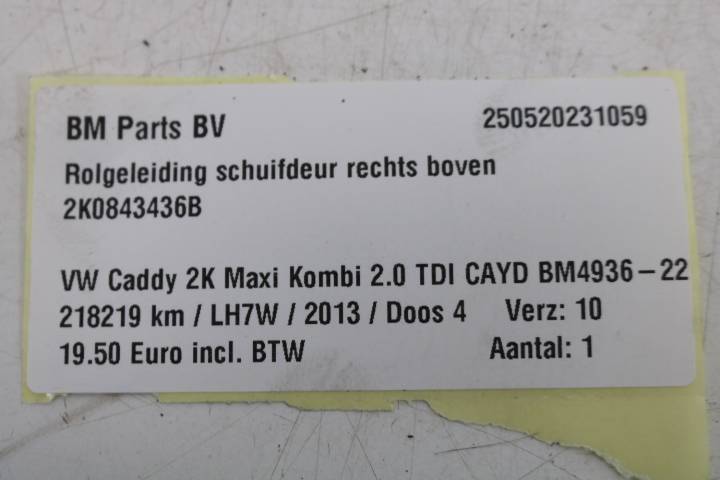 BM Parts BV 250520231059
Rolgeleiding schuifdeur rechts boven
2K0843436B
VW Caddy 2K Maxi Kombi 2.0 TDI CAYD BM4936-22
218219 km / LH7W / 2013 / Doos 4 Verz: 10
19.50 Euro incl. BTW Aantal: 1